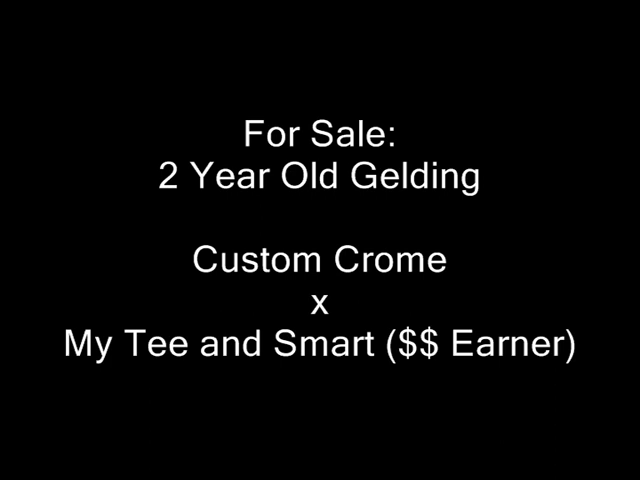 For Sale:
2 Year Old Gelding
Custom Crome
x
My Tee and Smart ($$ Earner)